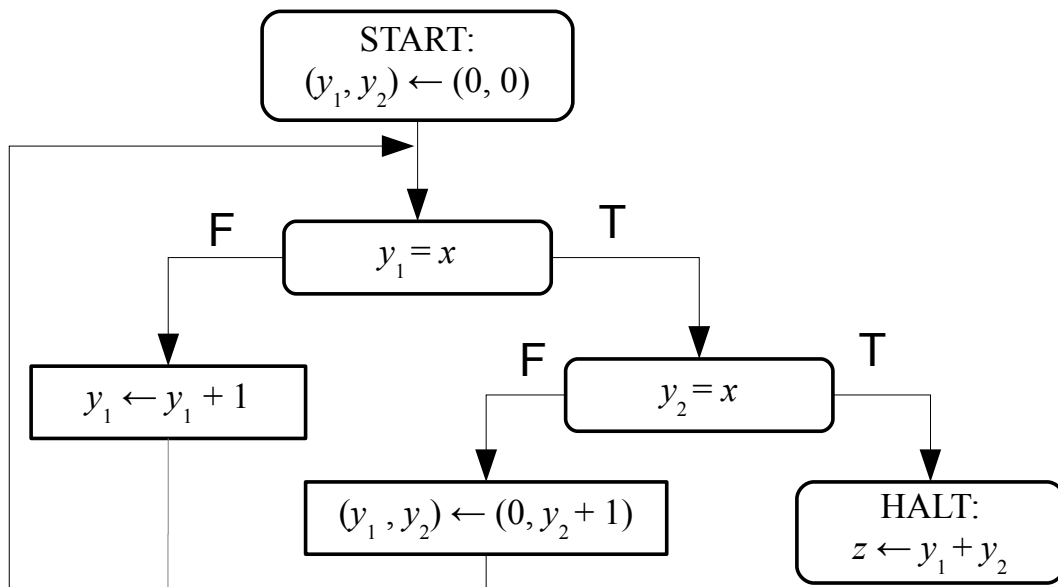 START:
(y₁, y₂) ← (0, 0)
F
T
y₁ = x
F
T
y₁ ← y₁ + 1
y₂ = x
(y₁ , y₂) ← (0, y₂ + 1)
HALT:
z ← y₁ + y₂